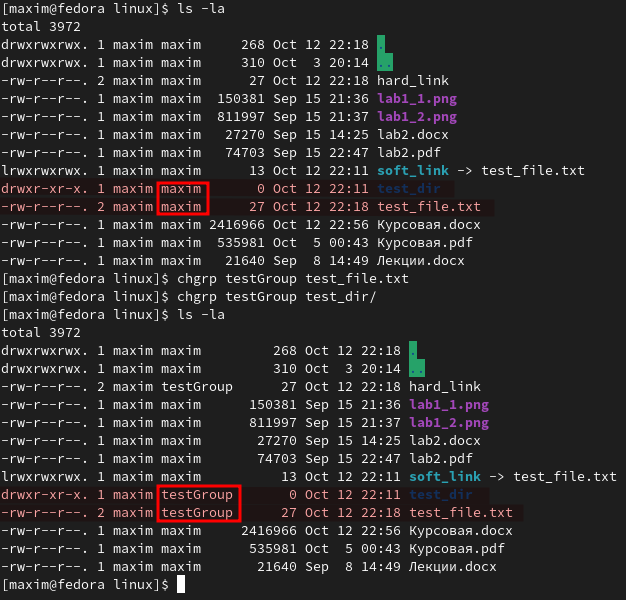 [maxim@fedora linux]$ ls -la
total 3972
drwxrwxrwx. 1 maxim maxim     268 Oct 12 22:18 .
drwxrwxrwx. 1 maxim maxim     310 Oct  3 20:14 ..
-rw-r--r--. 2 maxim maxim      27 Oct 12 22:18 hard_link
-rw-r--r--. 1 maxim maxim  150381 Sep 15 21:36 lab1_1.png
-rw-r--r--. 1 maxim maxim  811997 Sep 15 21:37 lab1_2.png
-rw-r--r--. 1 maxim maxim   27270 Sep 15 14:25 lab2.docx
-rw-r--r--. 1 maxim maxim   74703 Sep 15 22:47 lab2.pdf
lrwxrwxrwx. 1 maxim maxim      13 Oct 12 22:11 soft_link -> test_file.txt
drwxr-xr-x. 1 maxim maxim       0 Oct 12 22:11 test_dir
-rw-r--r--. 2 maxim maxim      27 Oct 12 22:18 test_file.txt
-rw-r--r--. 1 maxim maxim 2416966 Oct 12 22:56 Курсовая.docx
-rw-r--r--. 1 maxim maxim  535981 Oct  5 00:43 Курсовая.pdf
-rw-r--r--. 1 maxim maxim   21640 Sep  8 14:49 Лекции.docx
[maxim@fedora linux]$ chgrp testGroup test_file.txt
[maxim@fedora linux]$ chgrp testGroup test_dir/
[maxim@fedora linux]$ ls -la
total 3972
drwxrwxrwx. 1 maxim maxim         268 Oct 12 22:18 .
drwxrwxrwx. 1 maxim maxim         310 Oct  3 20:14 ..
-rw-r--r--. 2 maxim testGroup      27 Oct 12 22:18 hard_link
-rw-r--r--. 1 maxim maxim      150381 Sep 15 21:36 lab1_1.png
-rw-r--r--. 1 maxim maxim      811997 Sep 15 21:37 lab1_2.png
-rw-r--r--. 1 maxim maxim       27270 Sep 15 14:25 lab2.docx
-rw-r--r--. 1 maxim maxim       74703 Sep 15 22:47 lab2.pdf
lrwxrwxrwx. 1 maxim maxim          13 Oct 12 22:11 soft_link -> test_file.txt
drwxr-xr-x. 1 maxim testGroup       0 Oct 12 22:11 test_dir
-rw-r--r--. 2 maxim testGroup      27 Oct 12 22:18 test_file.txt
-rw-r--r--. 1 maxim maxim     2416966 Oct 12 22:56 Курсовая.docx
-rw-r--r--. 1 maxim maxim      535981 Oct  5 00:43 Курсовая.pdf
-rw-r--r--. 1 maxim maxim       21640 Sep  8 14:49 Лекции.docx
[maxim@fedora linux]$